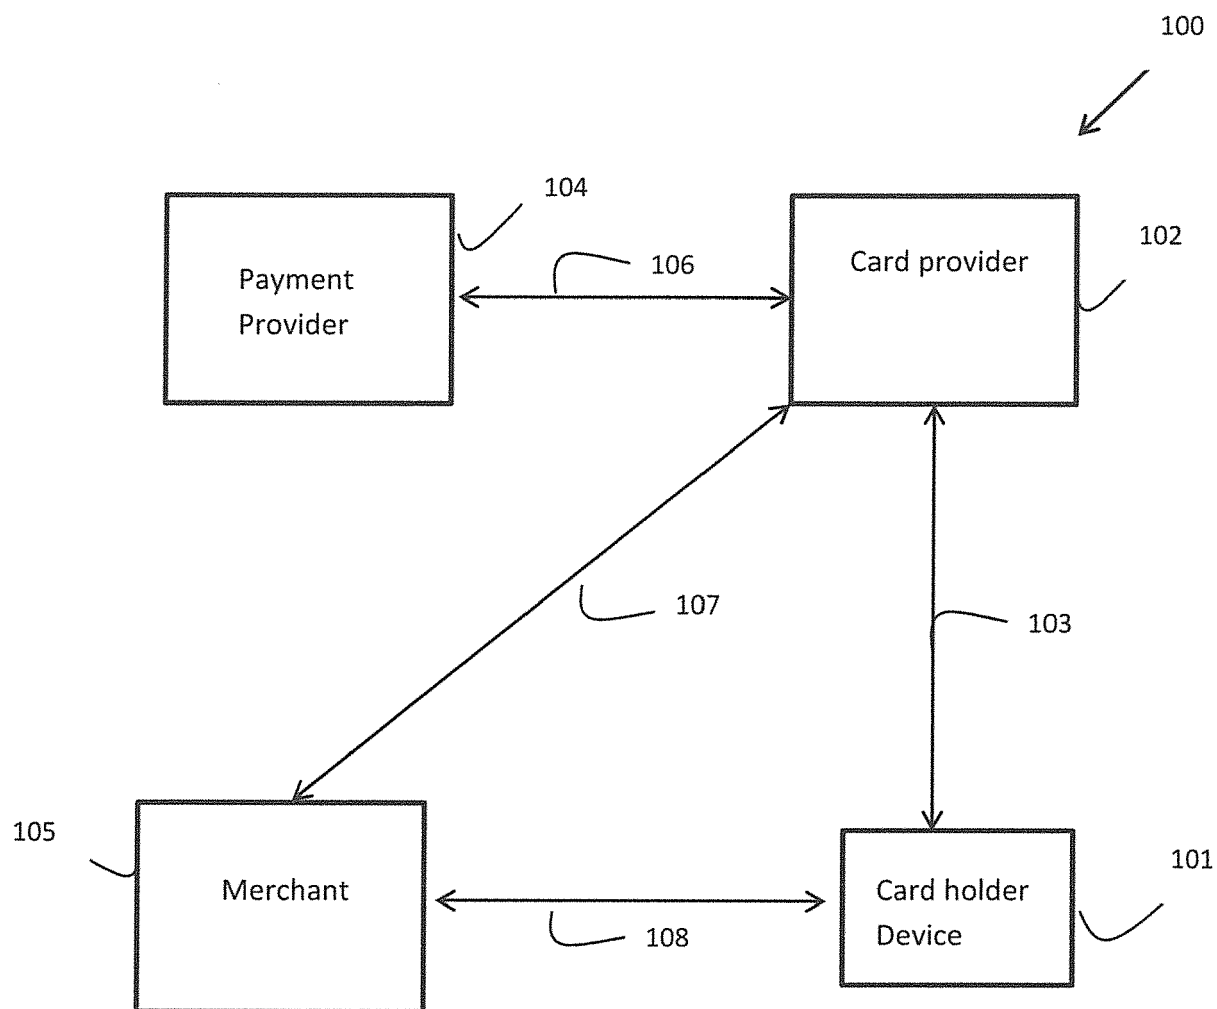 100
104
102
106
Card provider
Payment
Provider
107
103
105
101
Merchant
Card holder
Device
108